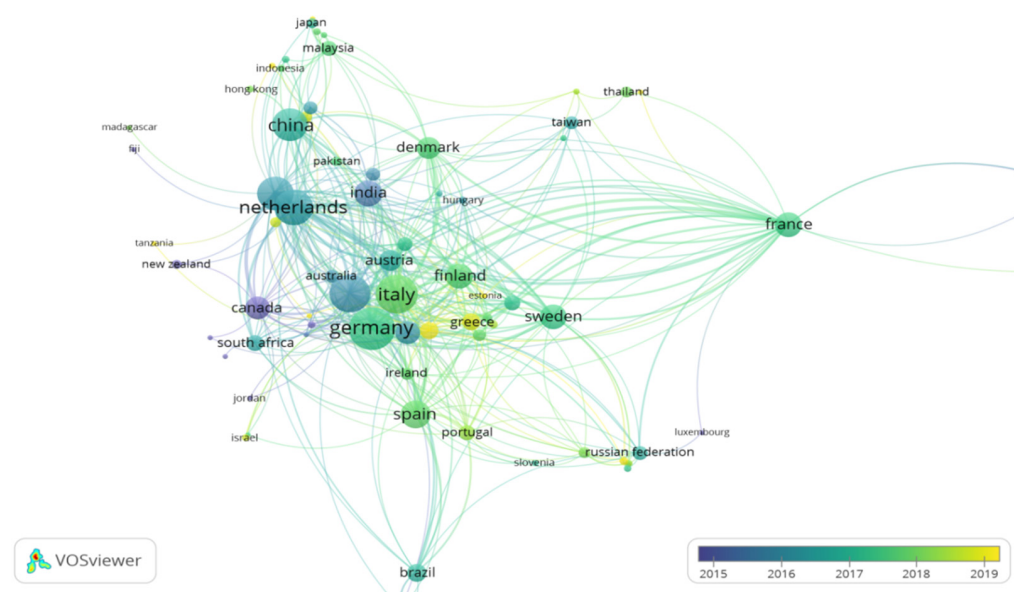 japan
malaysia
indonesia
hong kong
thailand
china
taiwan
madagascar
denmark
fiji
pakistan
india
hungary
netherlands
france
tanzania
new zealand
austria
australia
finland
italy
estonia
canada
sweden
greece
germany
south africa
ireland
jordan
spain
portugal
luxembourg
israel
russian federation
slovenia
VOSviewer
brazil
2015 2016 2017 2018 2019